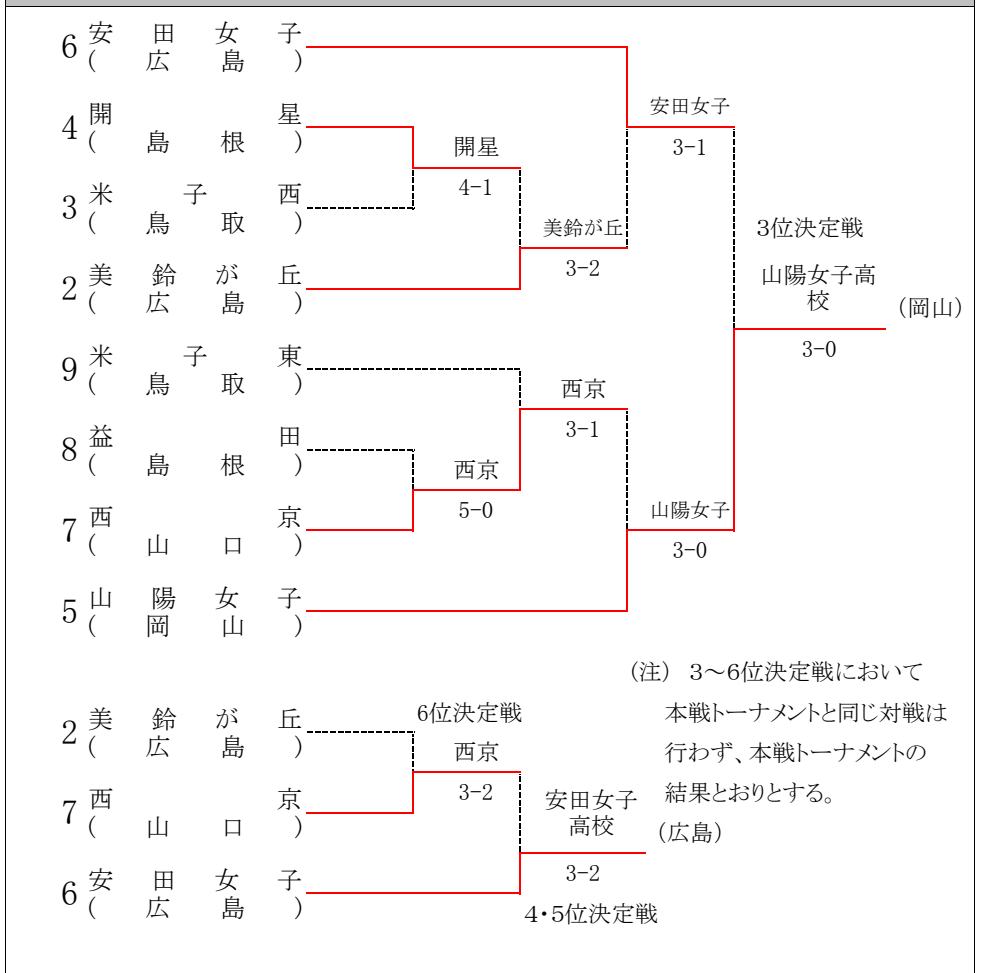 6 安田女子
(広島)
安田女子
3-1
4 開星
(島根)
開星
4-1
3 米子西
(鳥取)
美鈴が丘
3-2
2 美鈴が丘
(広島)
3位決定戦
山陽女子高
校
(岡山)
3-0
9 米子東
(鳥取)
西京
3-1
8 益田
(島根)
西京
5-0
7 西京
(山口)
山陽女子
3-0
5 山陽女子
(岡山)
(注) 3~6位決定戦において
本戦トーナメントと同じ対戦は
行わず、本戦トーナメントの
結果とおりとする。
2 美鈴が丘
(広島)
6位決定戦
西京
3-2
7 西京
(山口)
安田女子
高校
(広島)
3-2
6 安田女子
(広島)
4・5位決定戦